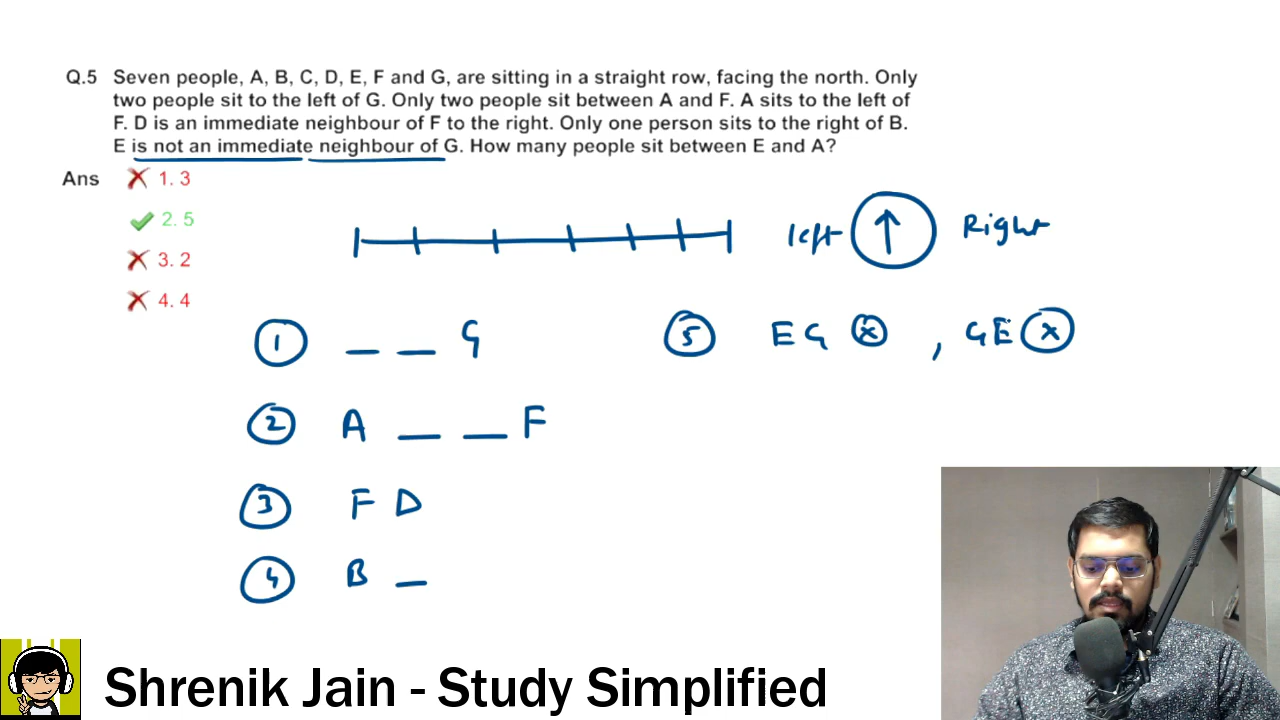 Q.5 Seven people, A, B, C, D, E, F and G, are sitting in a straight row, facing the north. Only
two people sit to the left of G. Only two people sit between A and F. A sits to the left of
F. D is an immediate neighbour of F to the right. Only one person sits to the right of B.
E is not an immediate neighbour of G. How many people sit between E and A?
Ans 1. 3
2. 5
3. 2
4. 4
left Right
1 _ _ G
5 EG x , GE x
2 A _ _ F
3 F D
4 B _
Shrenik Jain - Study Simplified